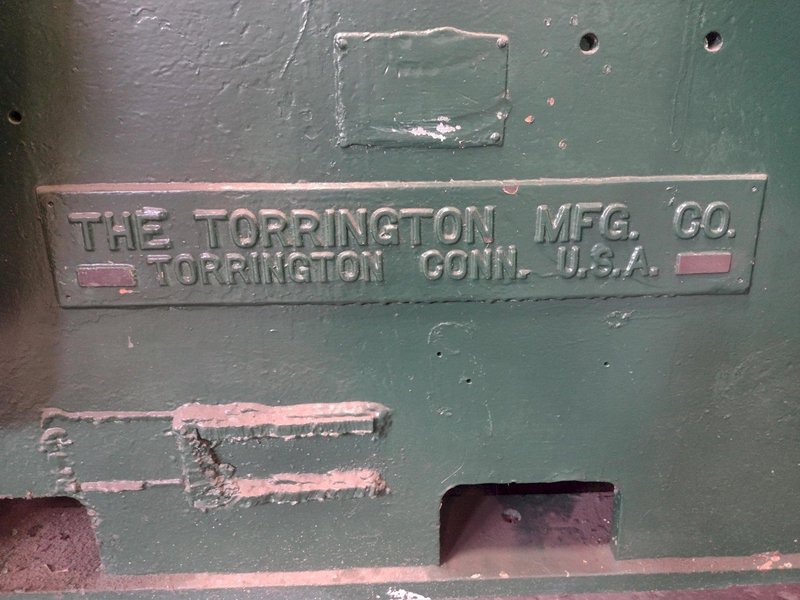 THE TORRINGTON MFG. CO.
TORRINGTON CONN. U.S.A.